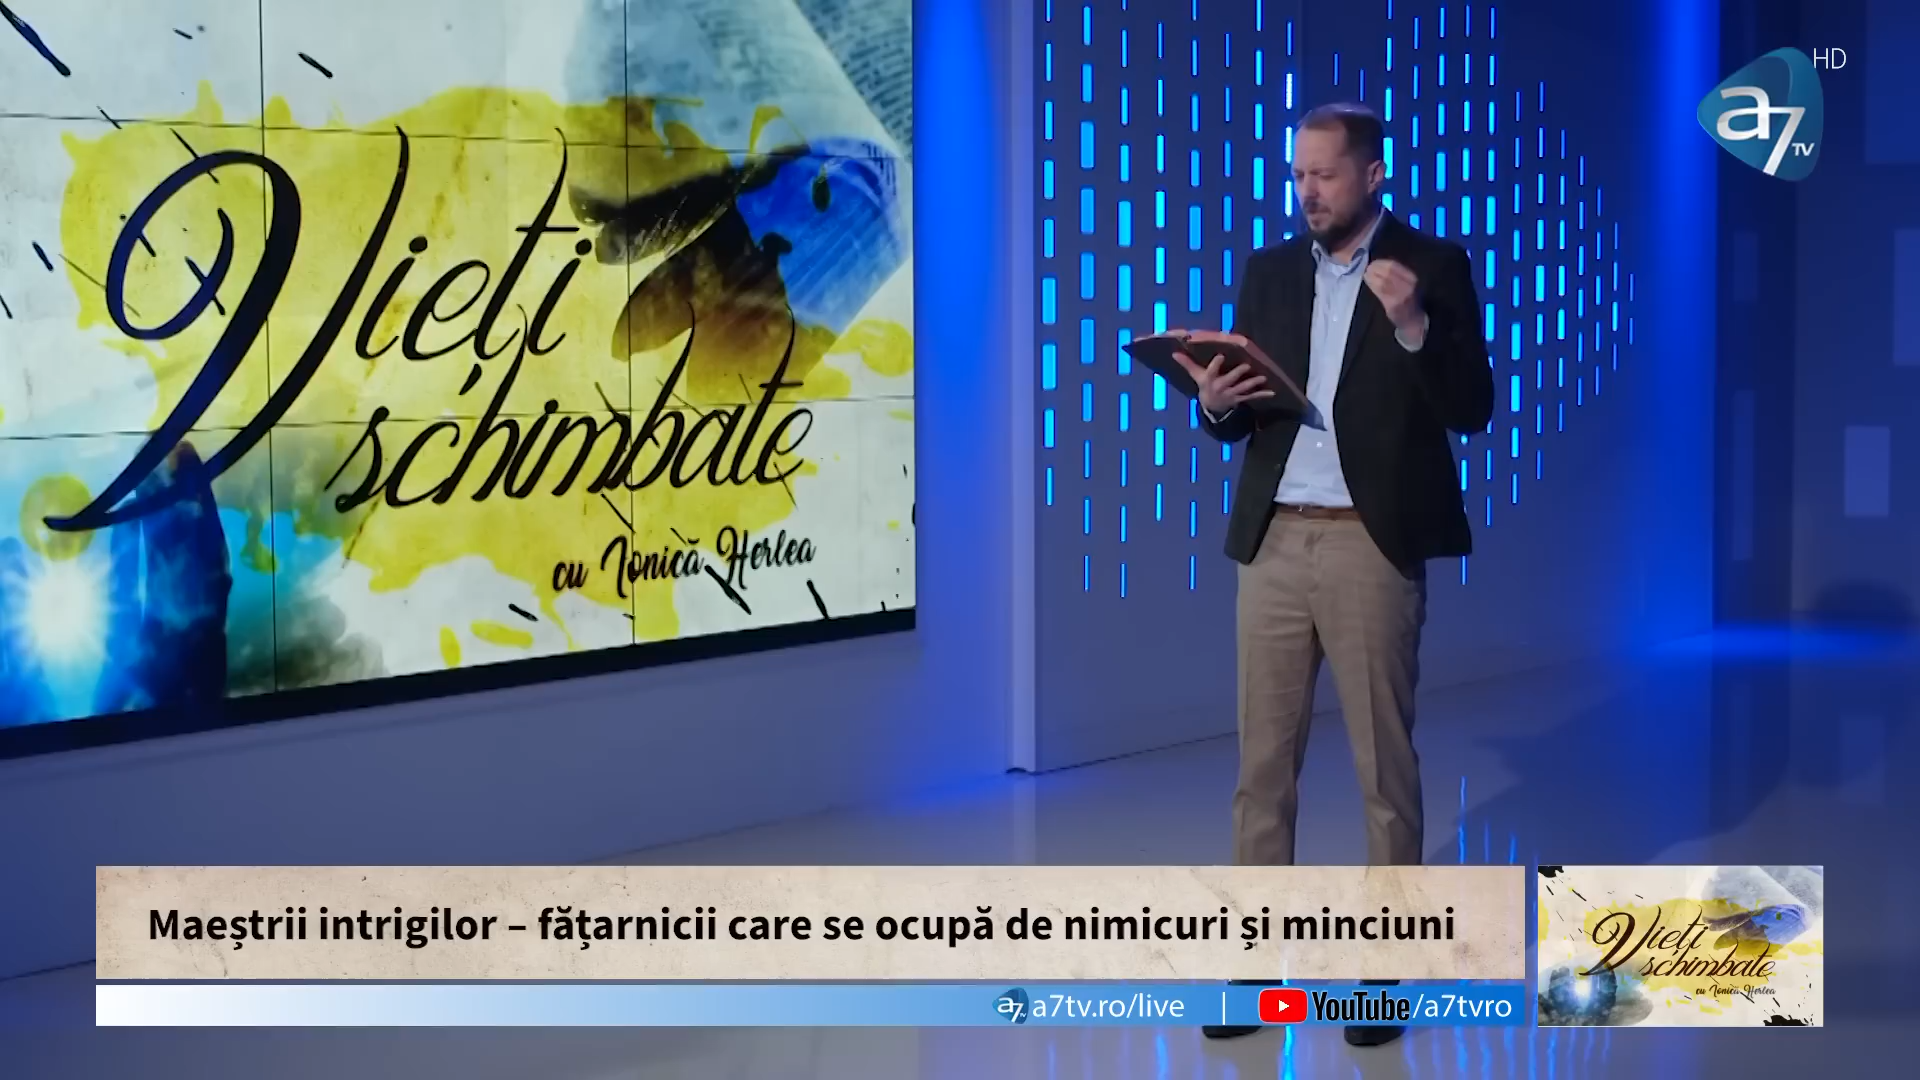 HD
a7
TV
Vieți
schimbate
cu Ionică Herlea
Maeștrii intrigilor – fățarnicii care se ocupă de nimicuri și minciuni
a7 a7tv.ro/live | YouTube/a7tvro
Vieți
schimbate
cu Ionică Herlea